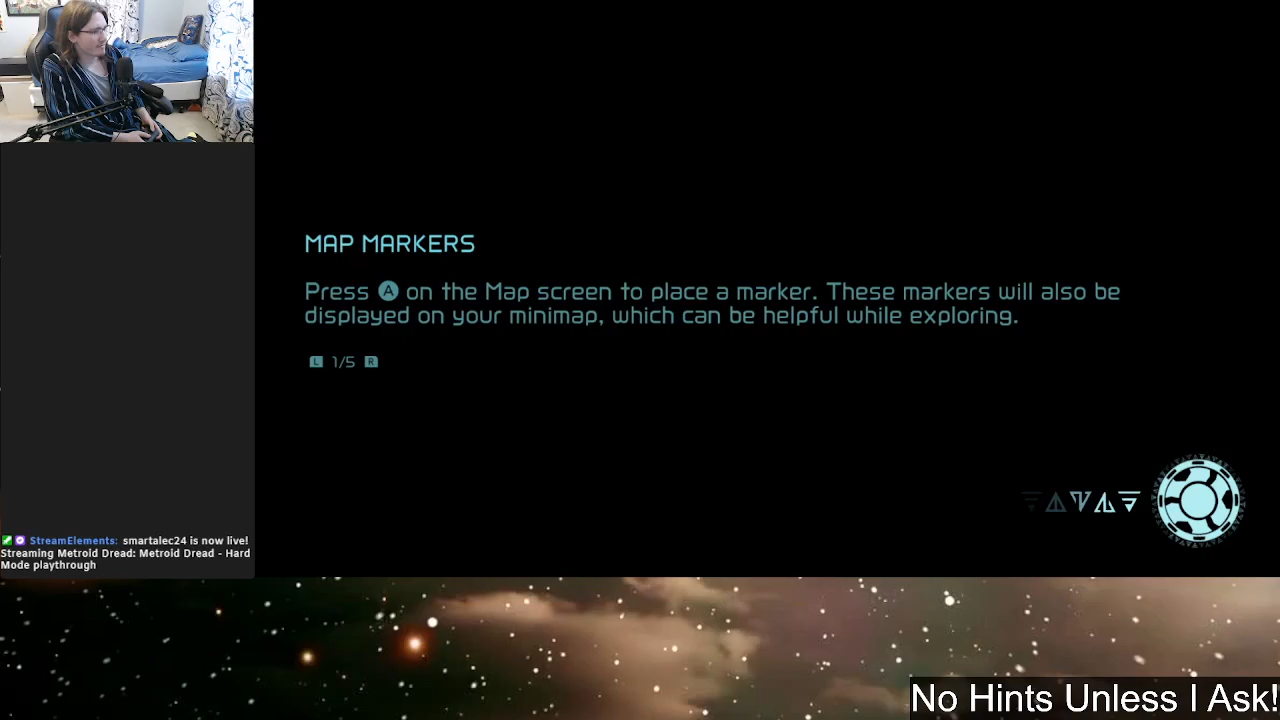 MAP MARKERS
Press A on the Map screen to place a marker. These markers will also be
displayed on your minimap, which can be helpful while exploring.
L 1/5 R
StreamElements: smartalec24 is now live!
Streaming Metroid Dread: Metroid Dread - Hard
Mode playthrough
No Hints Unless I Ask!